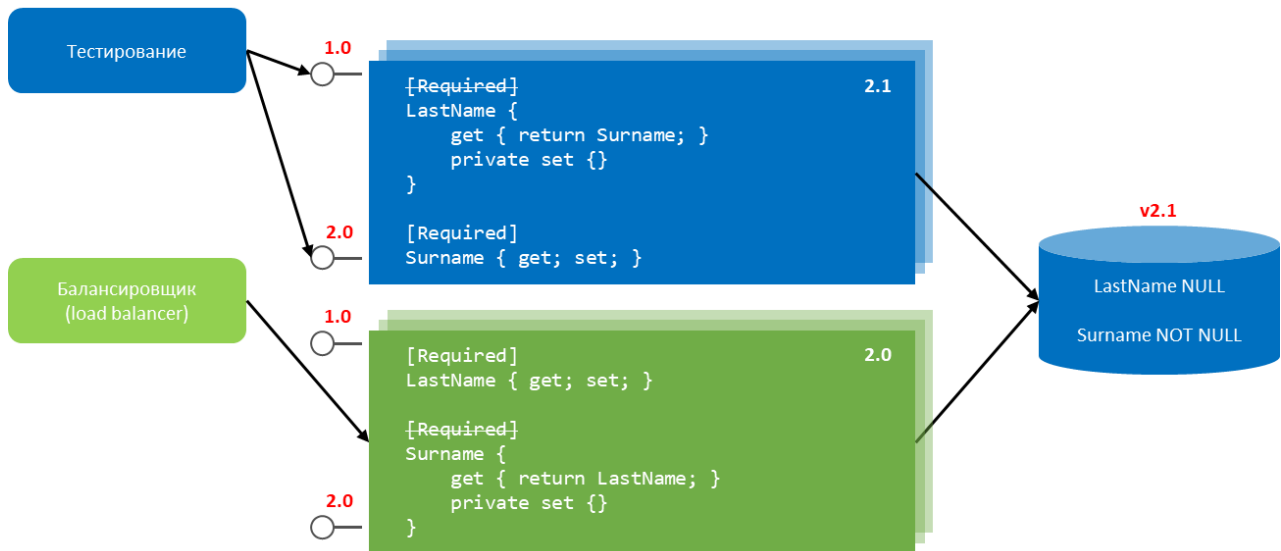 Тестирование
1.0
[Required] 2.1
LastName {
    get { return Surname; }
    private set {}
}
2.0
[Required]
Surname { get; set; }
v2.1
LastName NULL
Surname NOT NULL
Балансировщик
(load balancer)
1.0
[Required] 2.0
LastName { get; set; }
[Required]
Surname {
    get { return LastName; }
    private set {}
}
2.0